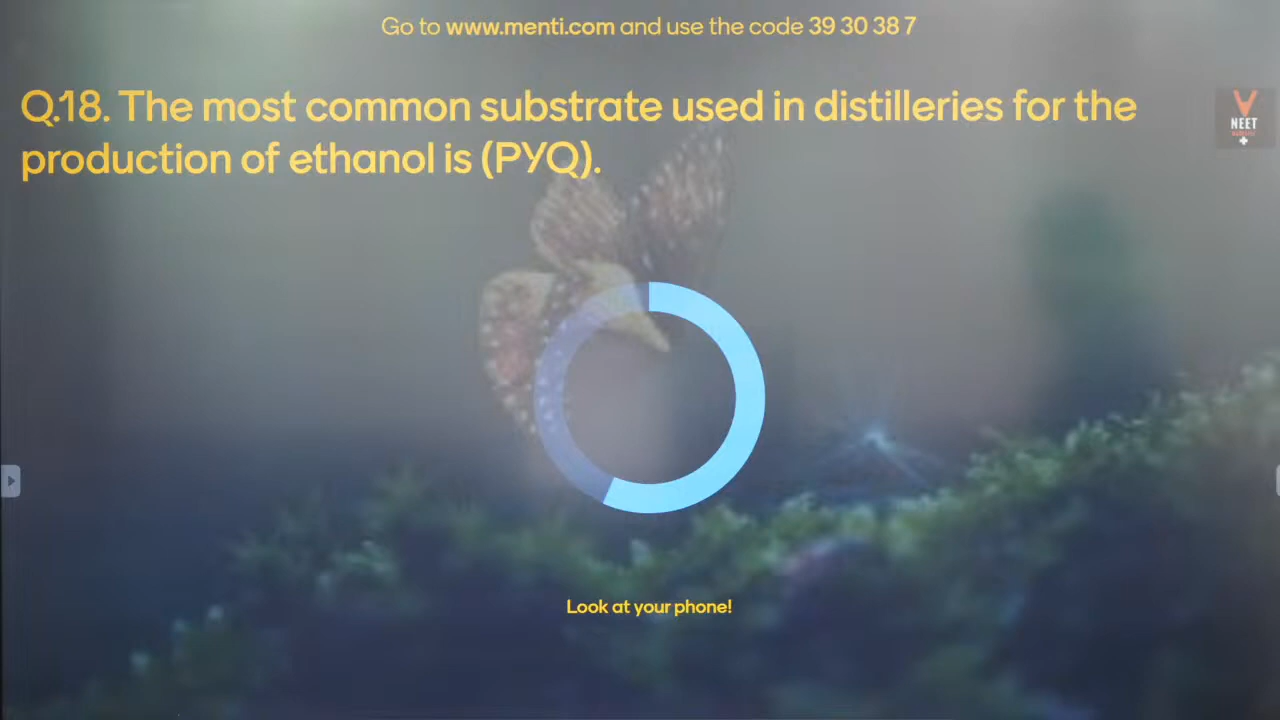 Go to www.menti.com and use the code 39 30 38 7
Q.18. The most common substrate used in distilleries for the
production of ethanol is (PYQ).
NEET
Look at your phone!